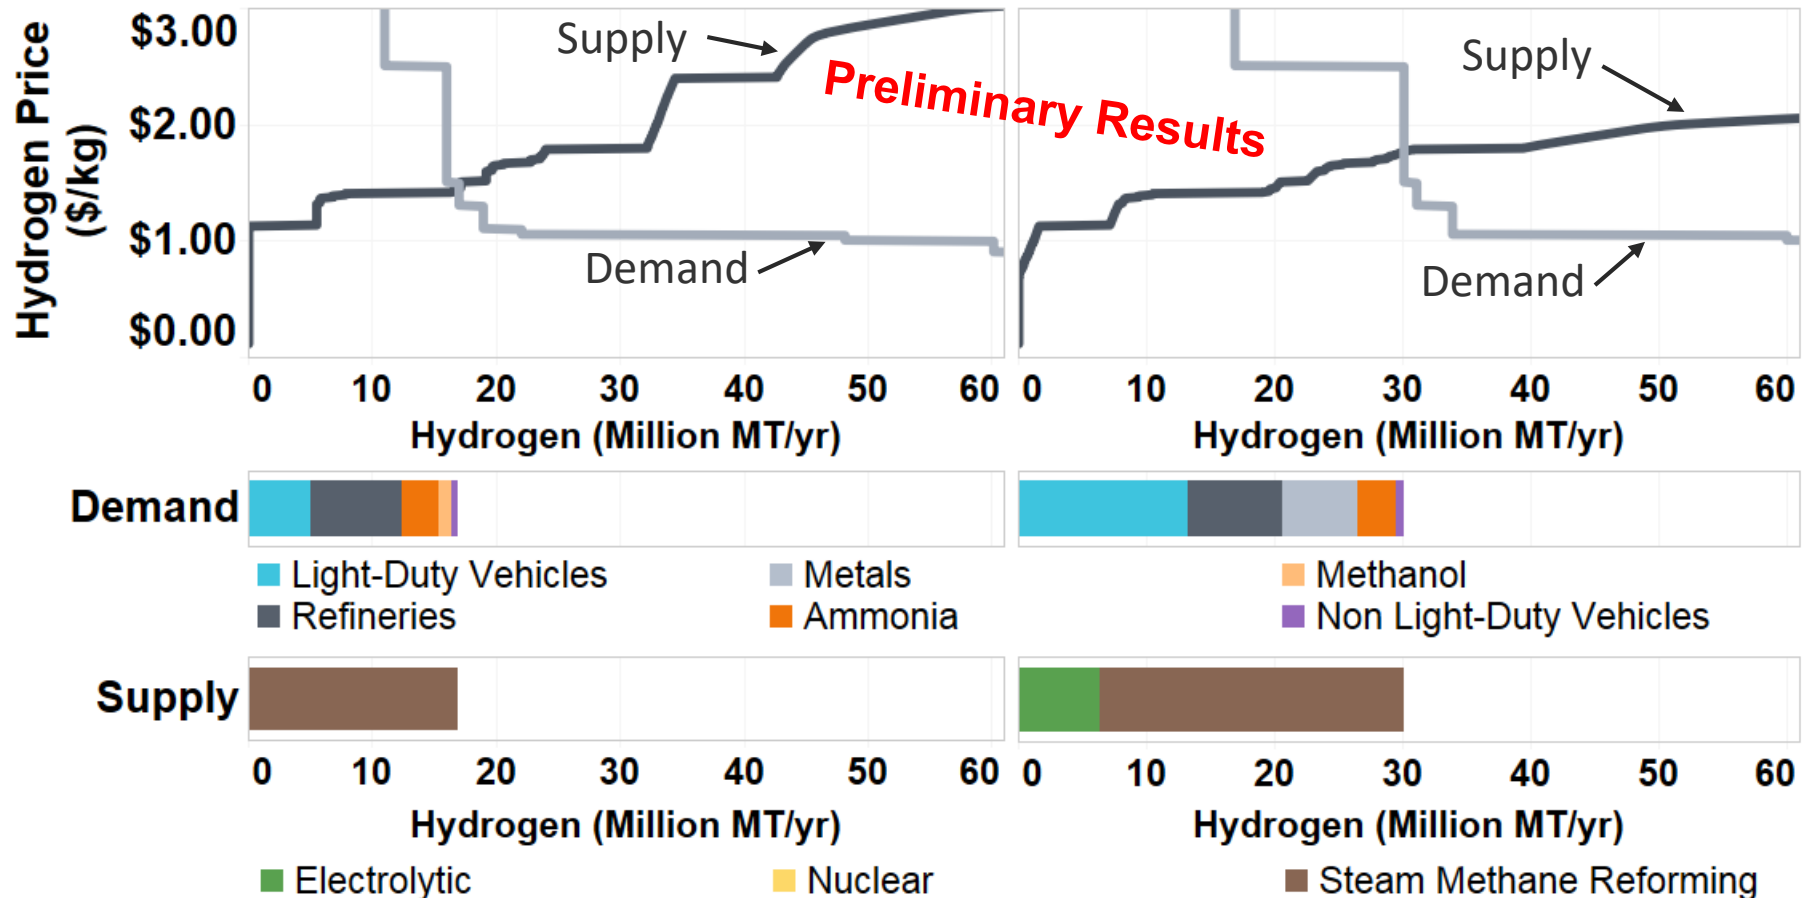 Hydrogen Price
($/kg)
$3.00
$2.00
$1.00
$0.00
Supply
Demand
Preliminary Results
Supply
Demand
0 10 20 30 40 50 60
0 10 20 30 40 50 60
Hydrogen (Million MT/yr)
Hydrogen (Million MT/yr)
Demand
Light-Duty Vehicles
Metals
Methanol
Refineries
Ammonia
Non Light-Duty Vehicles
Supply
0 10 20 30 40 50 60
0 10 20 30 40 50 60
Hydrogen (Million MT/yr)
Hydrogen (Million MT/yr)
Electrolytic
Nuclear
Steam Methane Reforming